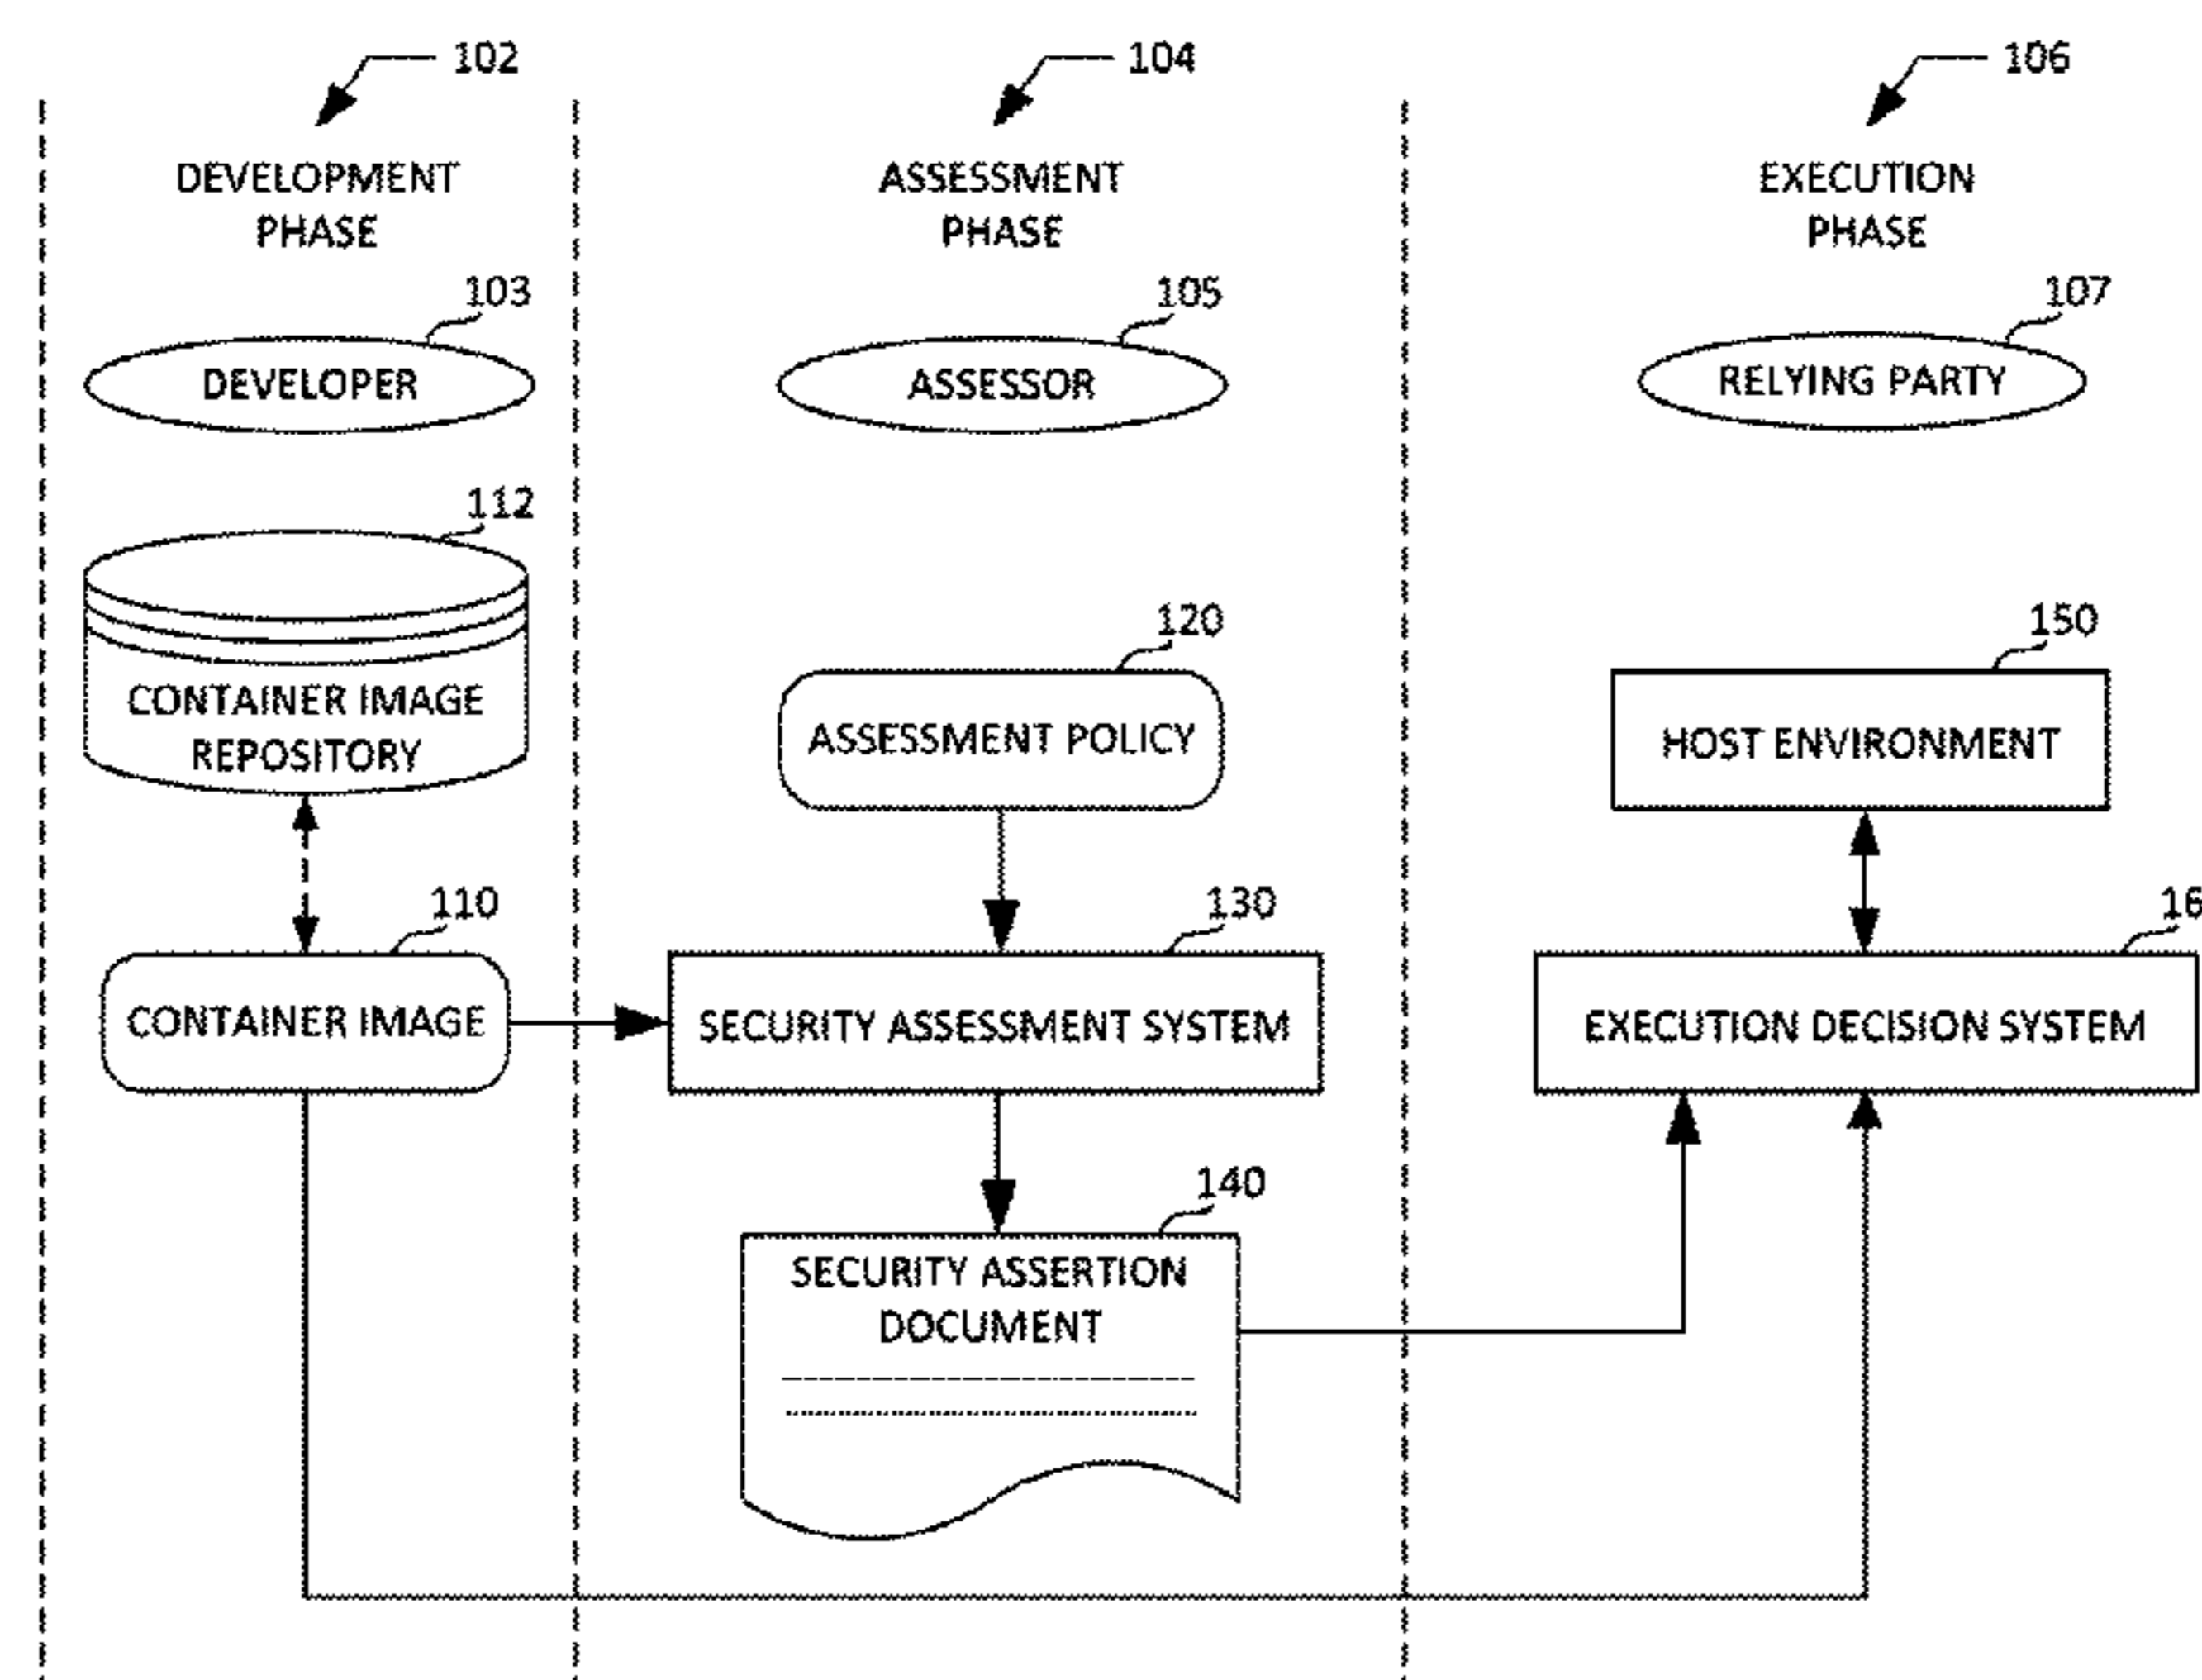 102
104
106
DEVELOPMENT
PHASE
ASSESSMENT
PHASE
EXECUTION
PHASE
103
105
107
DEVELOPER
ASSESSOR
RELYING PARTY
112
CONTAINER IMAGE
REPOSITORY
120
150
ASSESSMENT POLICY
HOST ENVIRONMENT
110
130
16
CONTAINER IMAGE
SECURITY ASSESSMENT SYSTEM
EXECUTION DECISION SYSTEM
140
SECURITY ASSERTION
DOCUMENT